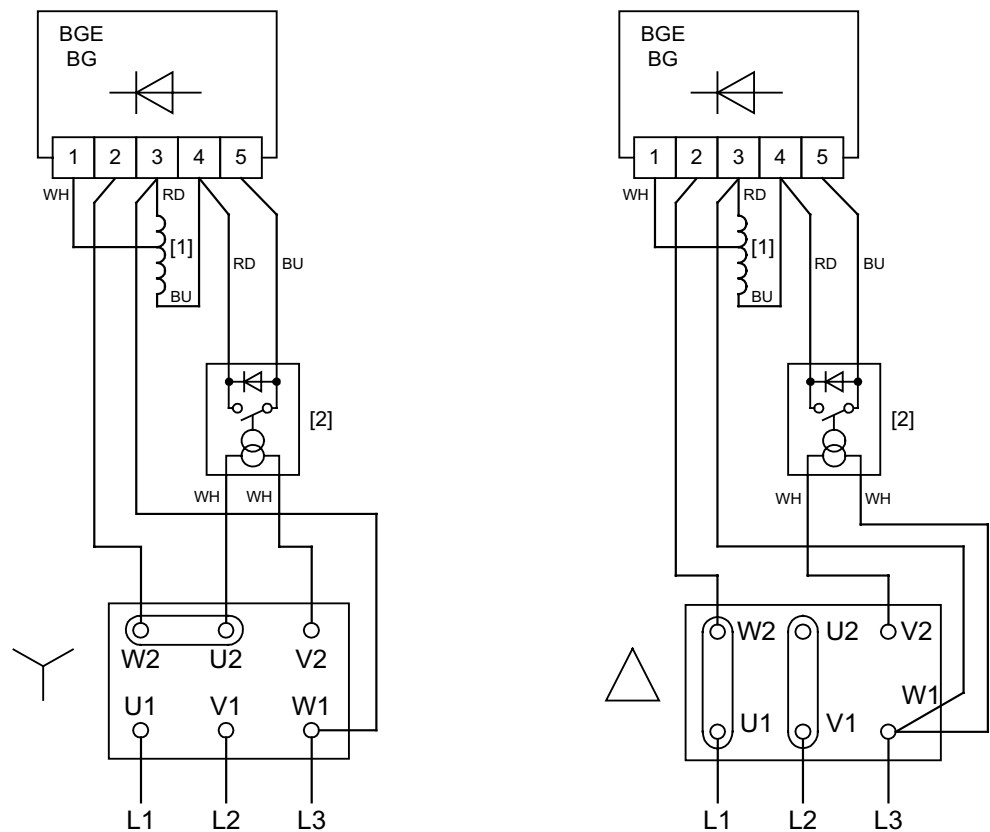 BGE
BG
1 2 3 4 5
WH RD
[1]
RD BU
BU
[2]
WH WH
W2 U2 V2
U1 V1 W1
L1 L2 L3
BGE
BG
1 2 3 4 5
WH RD
[1]
RD BU
BU
[2]
WH WH
W2 U2 V2
W1
U1 V1
L1 L2 L3